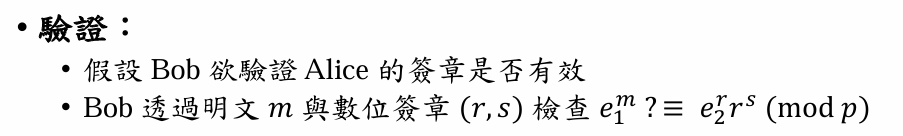 • 驗證：
• 假設 Bob 欲驗證 Alice 的簽章是否有效
• Bob 透過明文 𝑚 與數位簽章 (𝑟, 𝑠) 檢查 𝑒₁ᵐ ?≡ 𝑒₂ʳ𝑟ˢ (mod 𝑝)